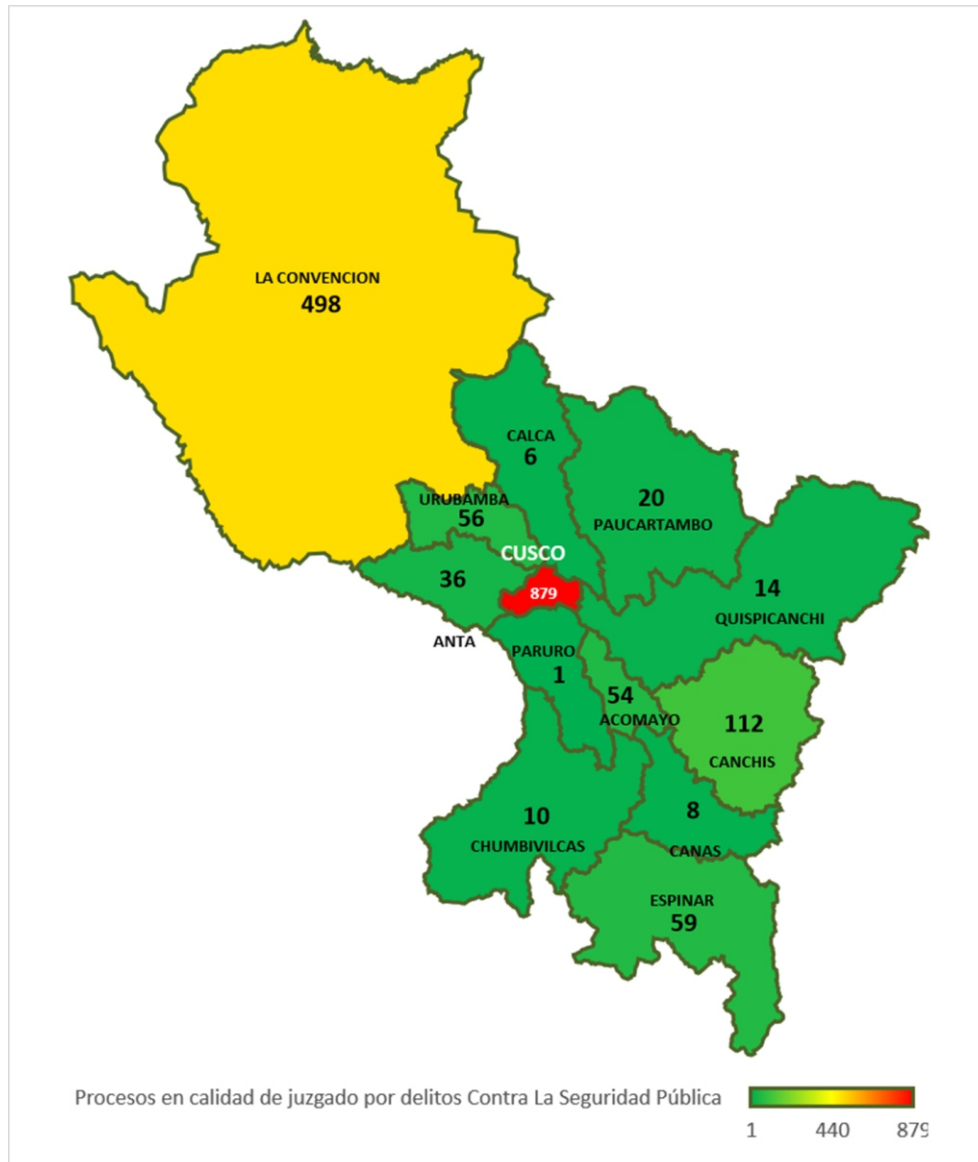 LA CONVENCION
498
CALCA
6
URUBAMBA
56
20
PAUCARTAMBO
CUSCO
879
36
ANTA
14
QUISPICANCHI
PARURO
1
54
ACOMAYO
112
CANCHIS
10
CHUMBIVILCAS
8
CANAS
ESPINAR
59
Procesos en calidad de juzgado por delitos Contra La Seguridad Pública
1 440 879